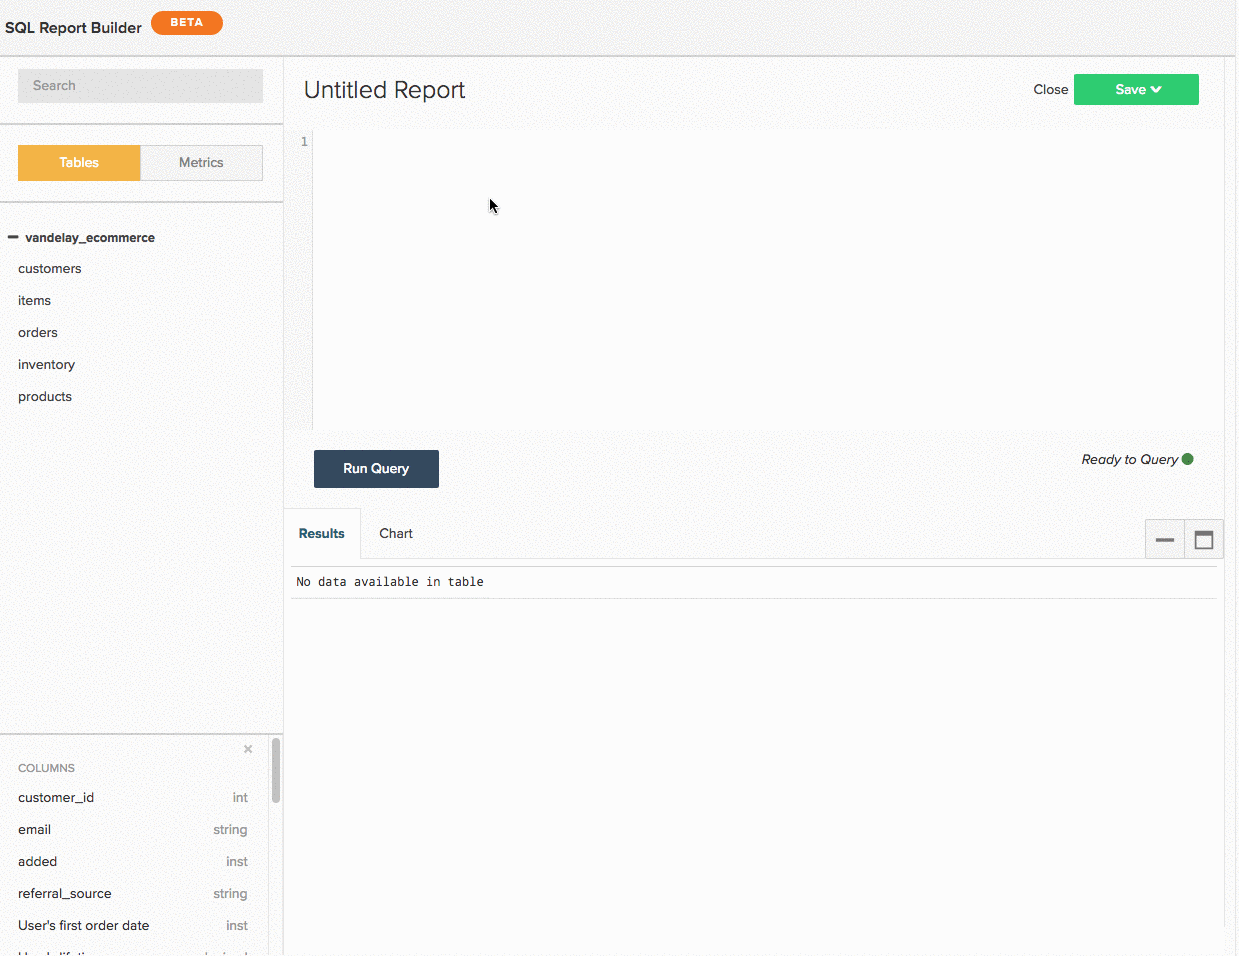 SQL Report Builder BETA
Search
Untitled Report
Close
Save
Tables
Metrics
1
vandelay_ecommerce
customers
items
orders
inventory
products
Run Query
Ready to Query
Results
Chart
No data available in table
COLUMNS
customer_id int
email string
added inst
referral_source string
User's first order date inst